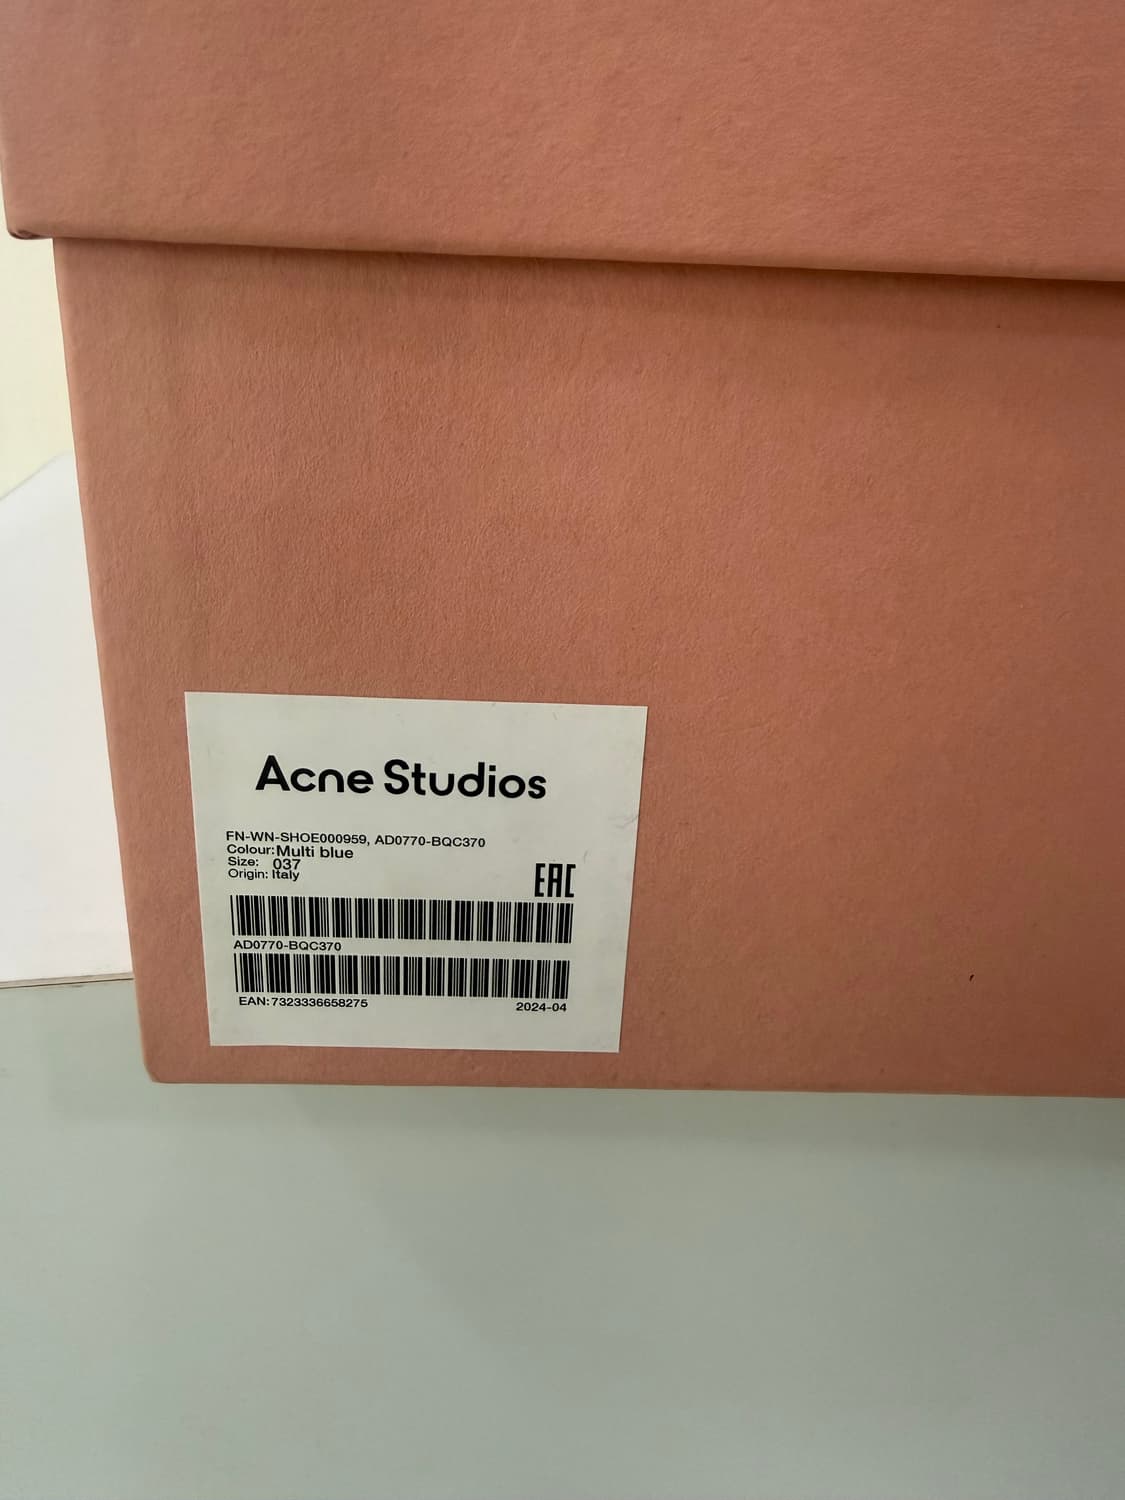 Acne Studios
FN-WN-SHOE000959, AD0770-BQC370
Colour: Multi blue
Size: 037
Origin: Italy
EAC
AD0770-BQC370
EAN: 7323336658275
2024-04